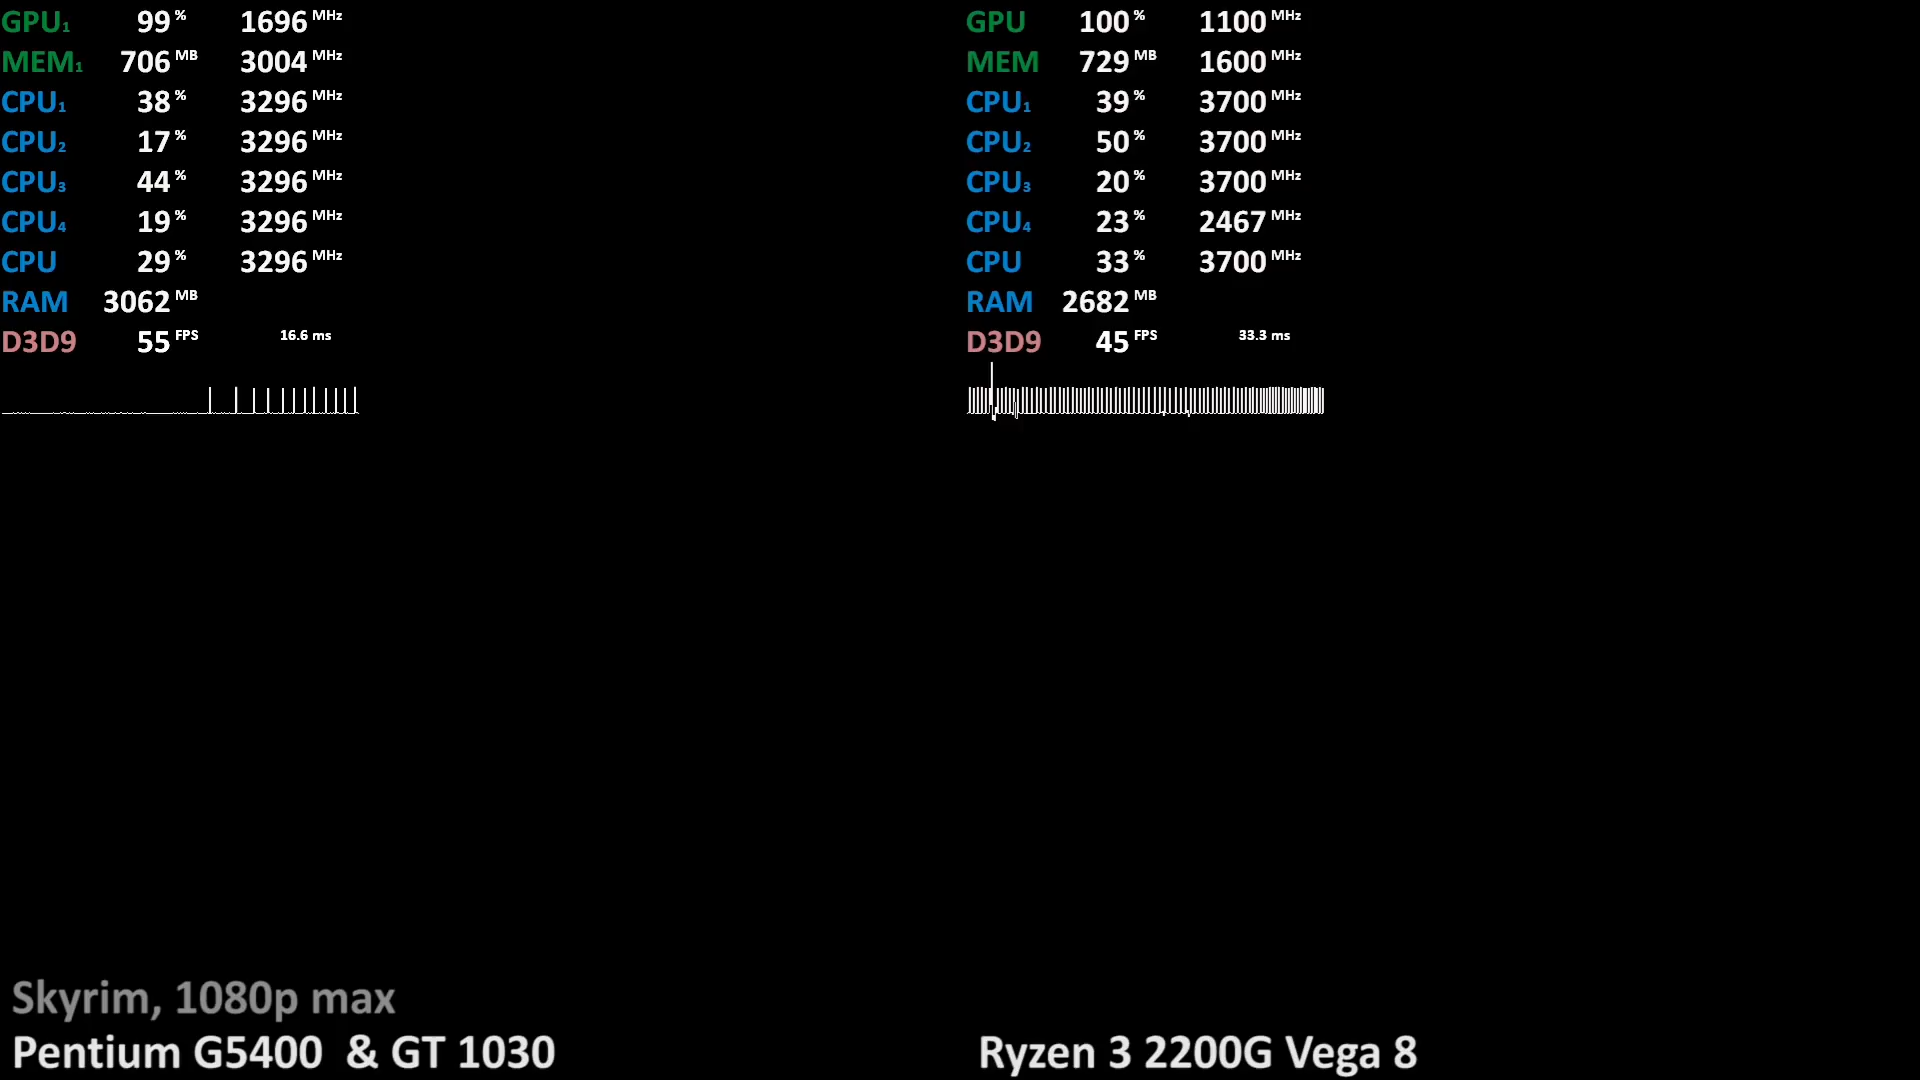 GPU1 99 % 1696 MHz
MEM1 706 MB 3004 MHz
CPU1 38 % 3296 MHz
CPU2 17 % 3296 MHz
CPU3 44 % 3296 MHz
CPU4 19 % 3296 MHz
CPU 29 % 3296 MHz
RAM 3062 MB
D3D9 55 FPS 16.6 ms
GPU 100 % 1100 MHz
MEM 729 MB 1600 MHz
CPU1 39 % 3700 MHz
CPU2 50 % 3700 MHz
CPU3 20 % 3700 MHz
CPU4 23 % 2467 MHz
CPU 33 % 3700 MHz
RAM 2682 MB
D3D9 45 FPS 33.3 ms
Skyrim, 1080p max
Pentium G5400 & GT 1030
Ryzen 3 2200G Vega 8